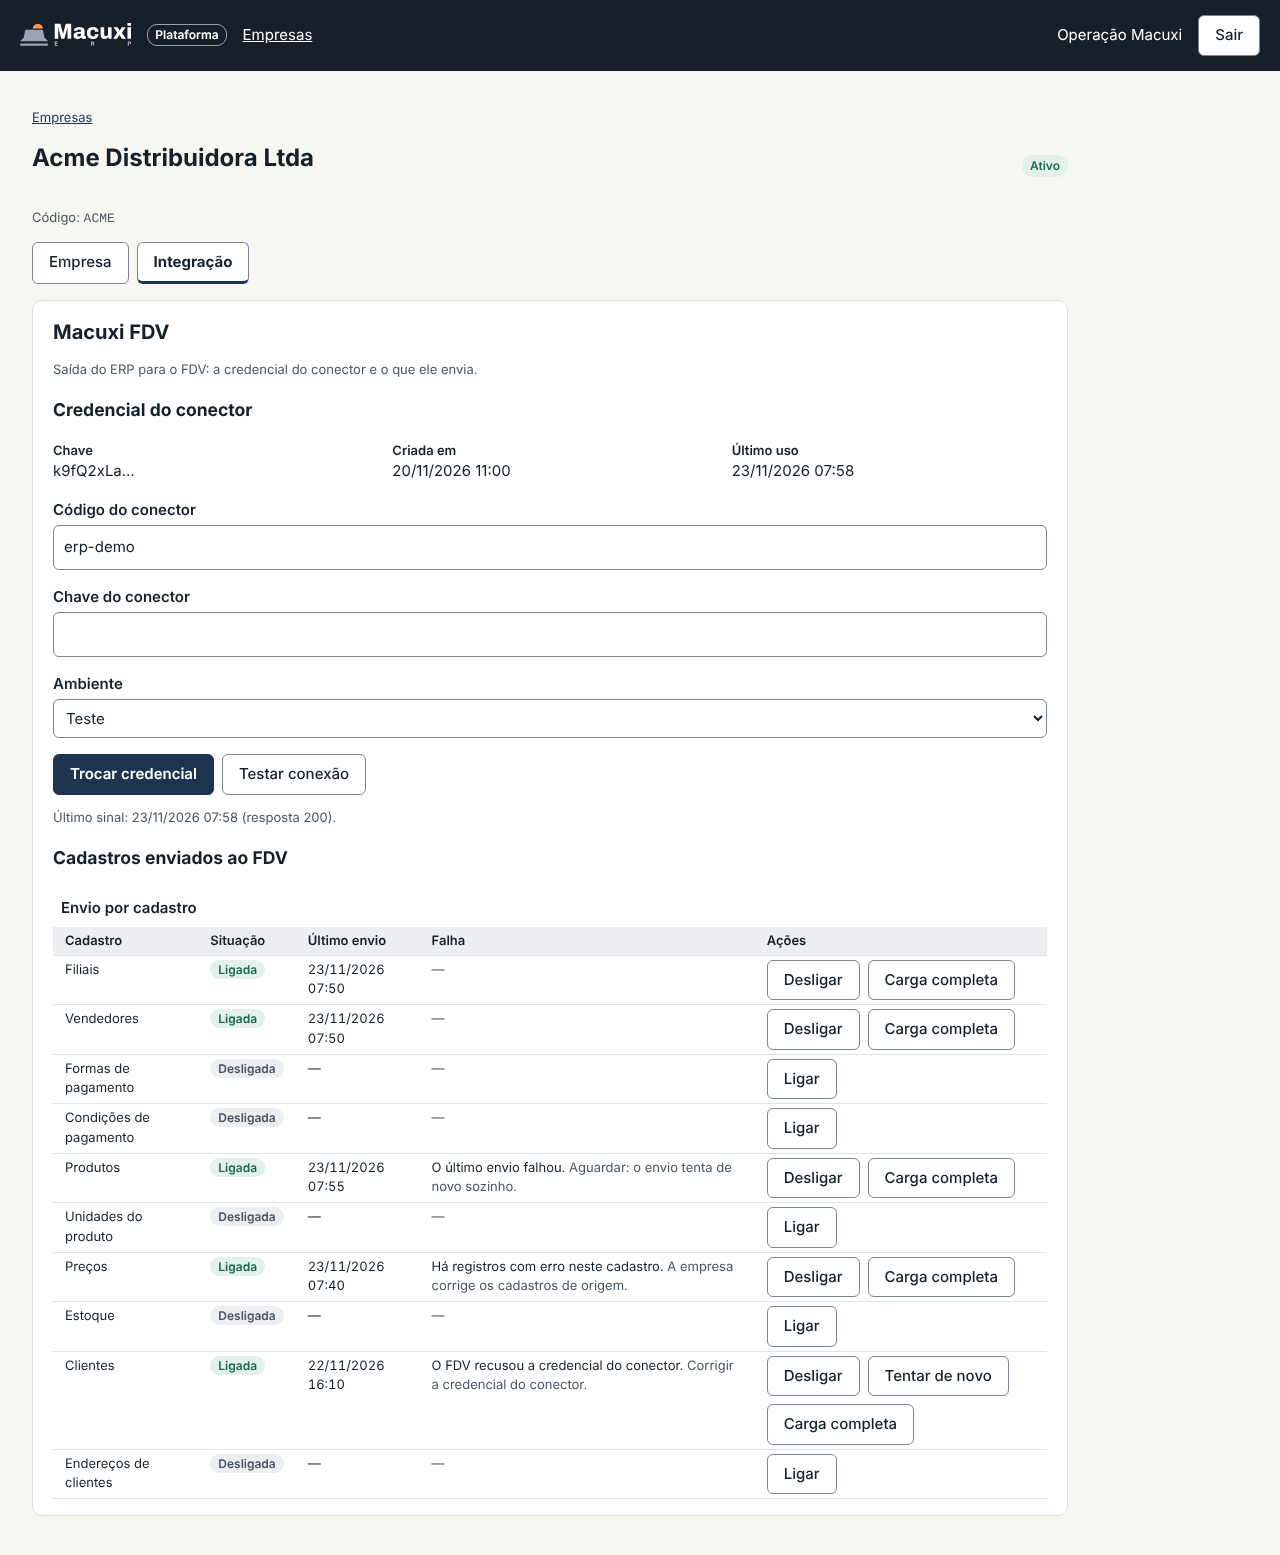 Macuxi
E R P
Plataforma
Empresas
Operação Macuxi
Sair
Empresas
Acme Distribuidora Ltda
Ativo
Código: ACME
Empresa
Integração
Macuxi FDV
Saída do ERP para o FDV: a credencial do conector e o que ele envia.
Credencial do conector
Chave
k9fQ2xLa…
Criada em
20/11/2026 11:00
Último uso
23/11/2026 07:58
Código do conector
erp-demo
Chave do conector
Ambiente
Teste
Trocar credencial
Testar conexão
Último sinal: 23/11/2026 07:58 (resposta 200).
Cadastros enviados ao FDV
Envio por cadastro
Cadastro Situação Último envio Falha Ações
Filiais Ligada 23/11/2026 — Desligar Carga completa
07:50
Vendedores Ligada 23/11/2026 — Desligar Carga completa
07:50
Formas de Desligada — — Ligar
pagamento
Condições de Desligada — — Ligar
pagamento
Produtos Ligada 23/11/2026 O último envio falhou. Aguardar: o envio tenta de Desligar Carga completa
07:55 novo sozinho.
Unidades do Desligada — — Ligar
produto
Preços Ligada 23/11/2026 Há registros com erro neste cadastro. A empresa Desligar Carga completa
07:40 corrige os cadastros de origem.
Estoque Desligada — — Ligar
Clientes Ligada 22/11/2026 O FDV recusou a credencial do conector. Corrigir Desligar Tentar de novo
16:10 a credencial do conector.
Carga completa
Endereços de Desligada — — Ligar
clientes